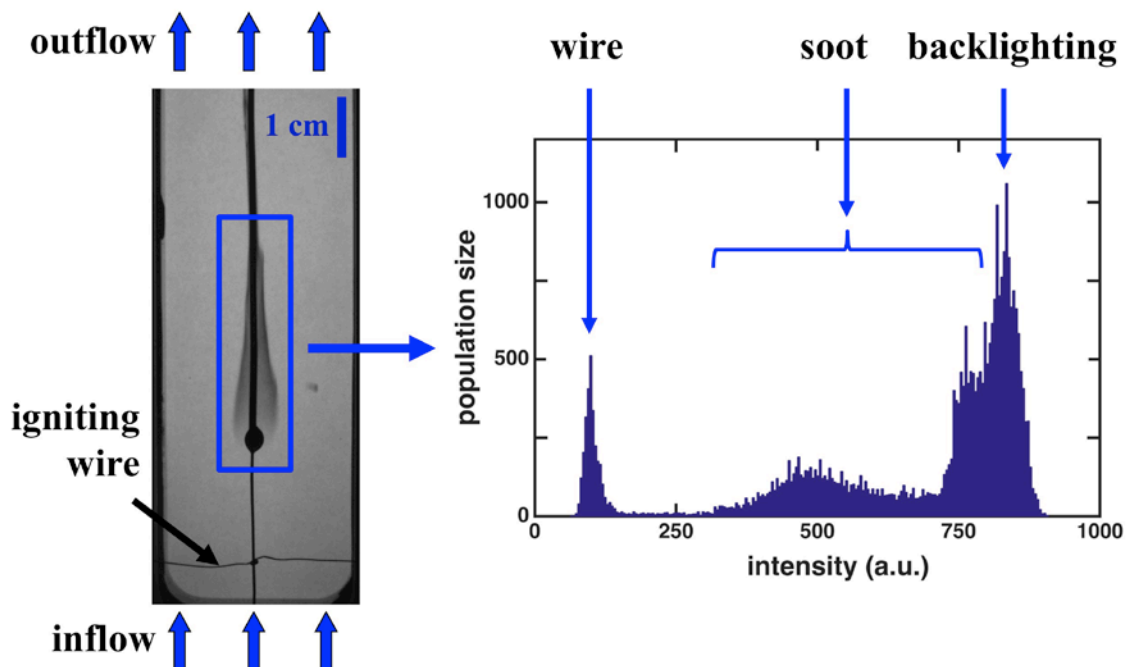 outflow
1 cm
igniting
wire
inflow
wire
soot
backlighting
population size
1000
500
0
0
250
500
750
1000
intensity (a.u.)